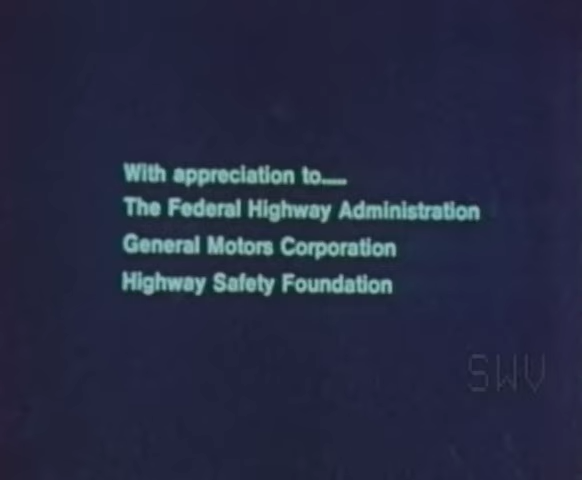 With appreciation to.....
The Federal Highway Administration
General Motors Corporation
Highway Safety Foundation
SWV